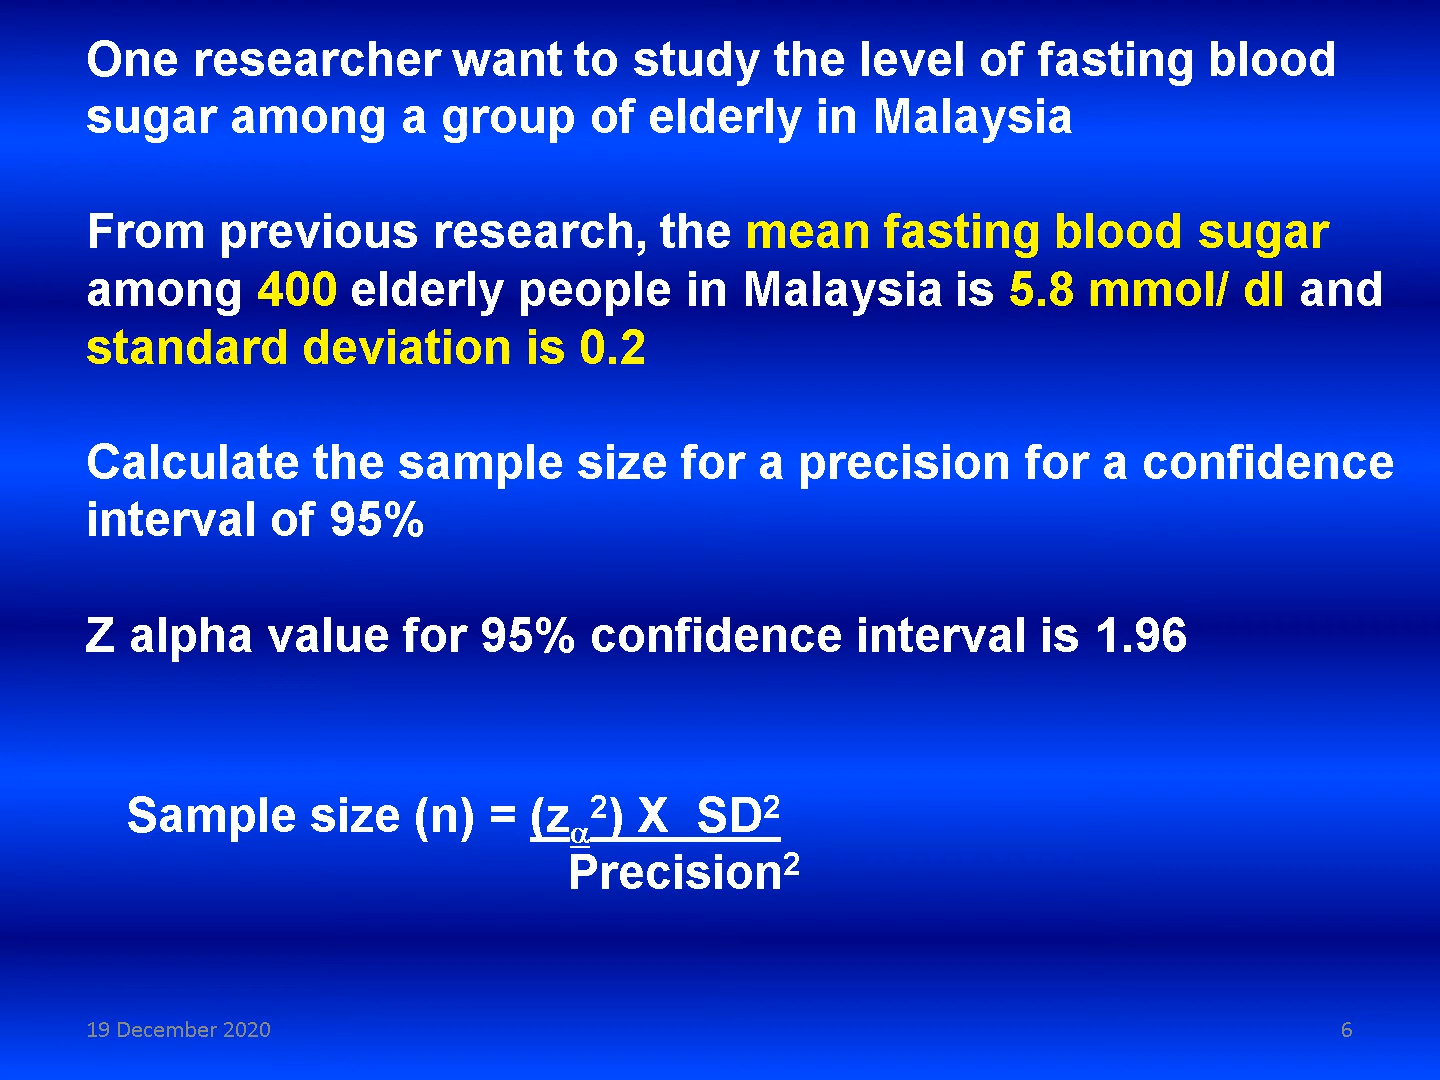 One researcher want to study the level of fasting blood
sugar among a group of elderly in Malaysia
From previous research, the mean fasting blood sugar
among 400 elderly people in Malaysia is 5.8 mmol/ dl and
standard deviation is 0.2
Calculate the sample size for a precision for a confidence
interval of 95%
Z alpha value for 95% confidence interval is 1.96
Sample size (n) = (zα²) X SD²
Precision²
19 December 2020
6